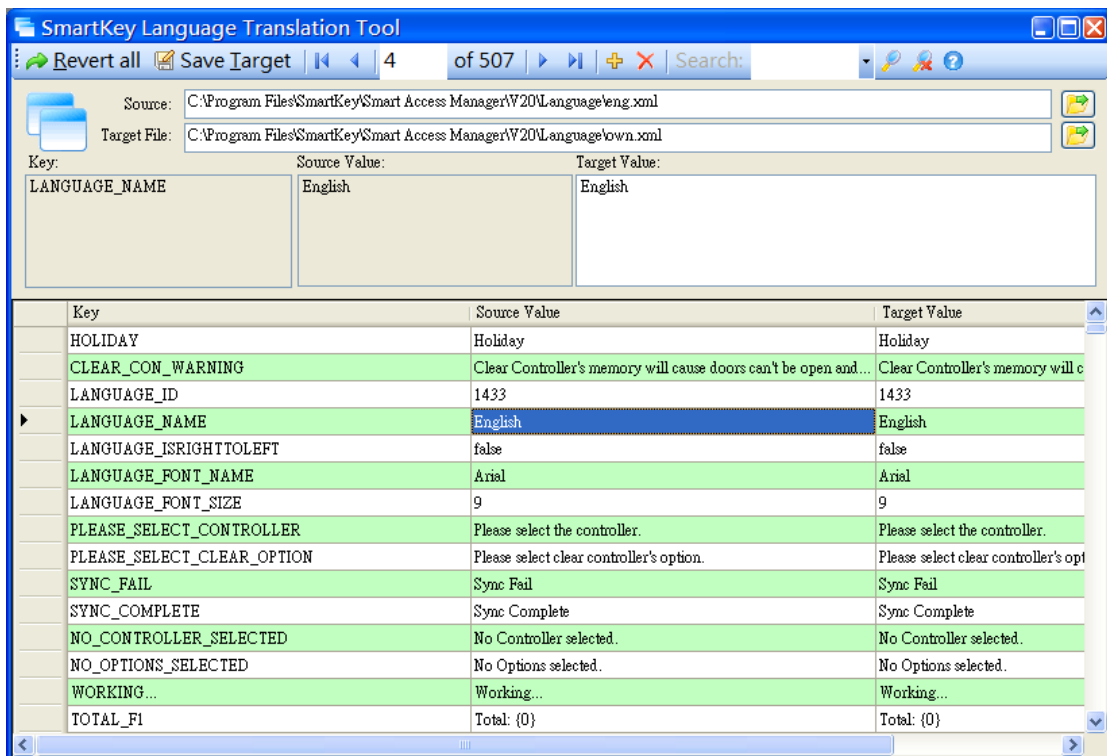 SmartKey Language Translation Tool
Revert all Save Target 4 of 507 Search:
Source: C:\Program Files\SmartKey\Smart Access Manager\V20\Language\eng.xml
Target File: C:\Program Files\SmartKey\Smart Access Manager\V20\Language\own.xml
Key: Source Value: Target Value:
LANGUAGE_NAME English English
Key Source Value Target Value
HOLIDAY Holiday Holiday
CLEAR_CON_WARNING Clear Controller's memory will cause doors can't be open and... Clear Controller's memory will c
LANGUAGE_ID 1433 1433
LANGUAGE_NAME English English
LANGUAGE_ISRIGHTTOLEFT false false
LANGUAGE_FONT_NAME Arial Arial
LANGUAGE_FONT_SIZE 9 9
PLEASE_SELECT_CONTROLLER Please select the controller. Please select the controller.
PLEASE_SELECT_CLEAR_OPTION Please select clear controller's option. Please select clear controller's opt
SYNC_FAIL Sync Fail Sync Fail
SYNC_COMPLETE Sync Complete Sync Complete
NO_CONTROLLER_SELECTED No Controller selected. No Controller selected.
NO_OPTIONS_SELECTED No Options selected. No Options selected.
WORKING... Working... Working...
TOTAL_F1 Total: {0} Total: {0}